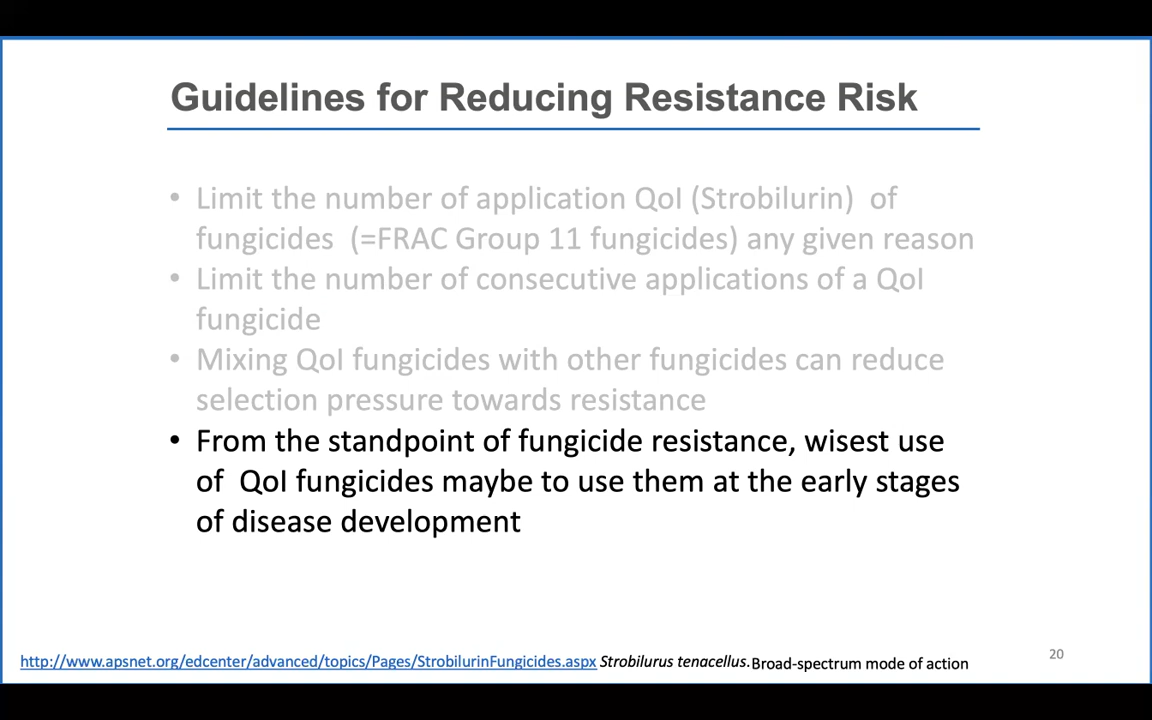 Guidelines for Reducing Resistance Risk
• Limit the number of application QoI (Strobilurin)  of
fungicides  (=FRAC Group 11 fungicides) any given reason
• Limit the number of consecutive applications of a QoI
fungicide
• Mixing QoI fungicides with other fungicides can reduce
selection pressure towards resistance
• From the standpoint of fungicide resistance, wisest use
of  QoI fungicides maybe to use them at the early stages
of disease development
http://www.apsnet.org/edcenter/advanced/topics/Pages/StrobilurinFungicides.aspx Strobilurus tenacellus. Broad-spectrum mode of action
20